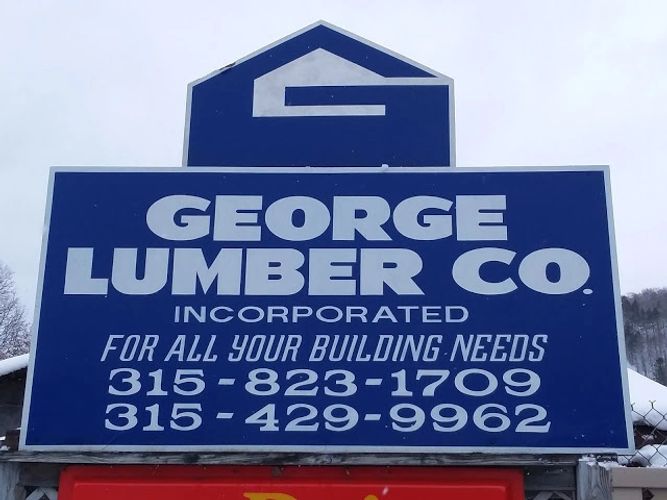 GEORGE
LUMBER CO.
INCORPORATED
FOR ALL YOUR BUILDING NEEDS
315-823-1709
315-429-9962